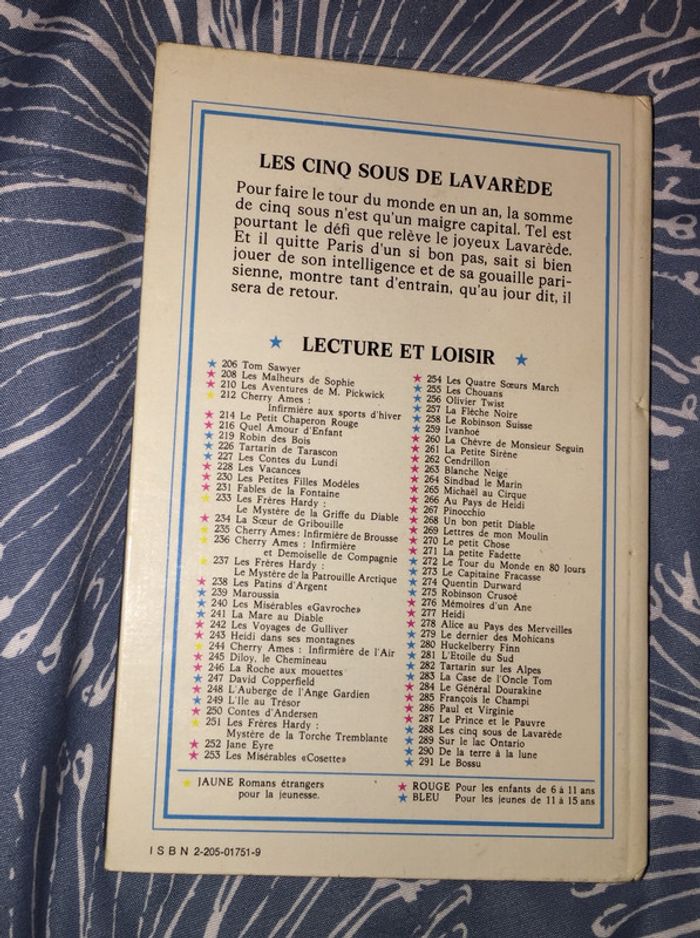 LES CINQ SOUS DE LAVARÈDE
Pour faire le tour du monde en un an, la somme
de cinq sous n'est qu'un maigre capital. Tel est
pourtant le défi que relève le joyeux Lavarède.
Et il quitte Paris d'un si bon pas, sait si bien
jouer de son intelligence et de sa gouaille pari-
sienne, montre tant d'entrain, qu'au jour dit, il
sera de retour.
★ LECTURE ET LOISIR ★
★ 206 Tom Sawyer
★ 208 Les Malheurs de Sophie
★ 210 Les Aventures de M. Pickwick
★ 212 Cherry Ames :
Infirmière aux sports d'hiver
★ 214 Le Petit Chaperon Rouge
★ 216 Quel Amour d'Enfant
★ 219 Robin des Bois
★ 226 Tartarin de Tarascon
★ 227 Les Contes du Lundi
★ 228 Les Vacances
★ 230 Les Petites Filles Modèles
★ 231 Fables de la Fontaine
★ 233 Les Frères Hardy :
Le Mystère de la Griffe du Diable
★ 234 La Sœur de Gribouille
★ 235 Cherry Ames : Infirmière de Brousse
★ 236 Cherry Ames : Infirmière
et Demoiselle de Compagnie
★ 237 Les Frères Hardy :
Le Mystère de la Patrouille Arctique
★ 238 Les Patins d'Argent
★ 239 Maroussia
★ 240 Les Misérables «Gavroche»
★ 241 La Mare au Diable
★ 242 Les Voyages de Gulliver
★ 243 Heidi dans ses montagnes
★ 244 Cherry Ames : Infirmière de l'Air
★ 245 Diloy, le Chemineau
★ 246 La Roche aux mouettes
★ 247 David Copperfield
★ 248 L'Auberge de l'Ange Gardien
★ 249 L'Ile au Trésor
★ 250 Contes d'Andersen
★ 251 Les Frères Hardy :
Mystère de la Torche Tremblante
★ 252 Jane Eyre
★ 253 Les Misérables «Cosette»
★ 254 Les Quatre Sœurs March
★ 255 Les Chouans
★ 256 Olivier Twist
★ 257 La Flèche Noire
★ 258 Le Robinson Suisse
★ 259 Ivanhoé
★ 260 La Chèvre de Monsieur Seguin
★ 261 La Petite Sirène
★ 262 Cendrillon
★ 263 Blanche Neige
★ 264 Sindbad le Marin
★ 265 Michaël au Cirque
★ 266 Au Pays de Heidi
★ 267 Pinocchio
★ 268 Un bon petit Diable
★ 269 Lettres de mon Moulin
★ 270 Le petit Chose
★ 271 La petite Fadette
★ 272 Le Tour du Monde en 80 Jours
★ 273 Le Capitaine Fracasse
★ 274 Quentin Durward
★ 275 Robinson Crusoé
★ 276 Mémoires d'un Ane
★ 277 Heidi
★ 278 Alice au Pays des Merveilles
★ 279 Le dernier des Mohicans
★ 280 Huckelberry Finn
★ 281 L'Etoile du Sud
★ 282 Tartarin sur les Alpes
★ 283 La Case de l'Oncle Tom
★ 284 Le Général Dourakine
★ 285 François le Champi
★ 286 Paul et Virginie
★ 287 Le Prince et le Pauvre
★ 288 Les cinq sous de Lavarède
★ 289 Sur le lac Ontario
★ 290 De la terre à la lune
★ 291 Le Bossu
★ JAUNE Romans étrangers
pour la jeunesse.
★ ROUGE Pour les enfants de 6 à 11 ans
★ BLEU Pour les jeunes de 11 à 15 ans
ISBN 2-205-01751-9